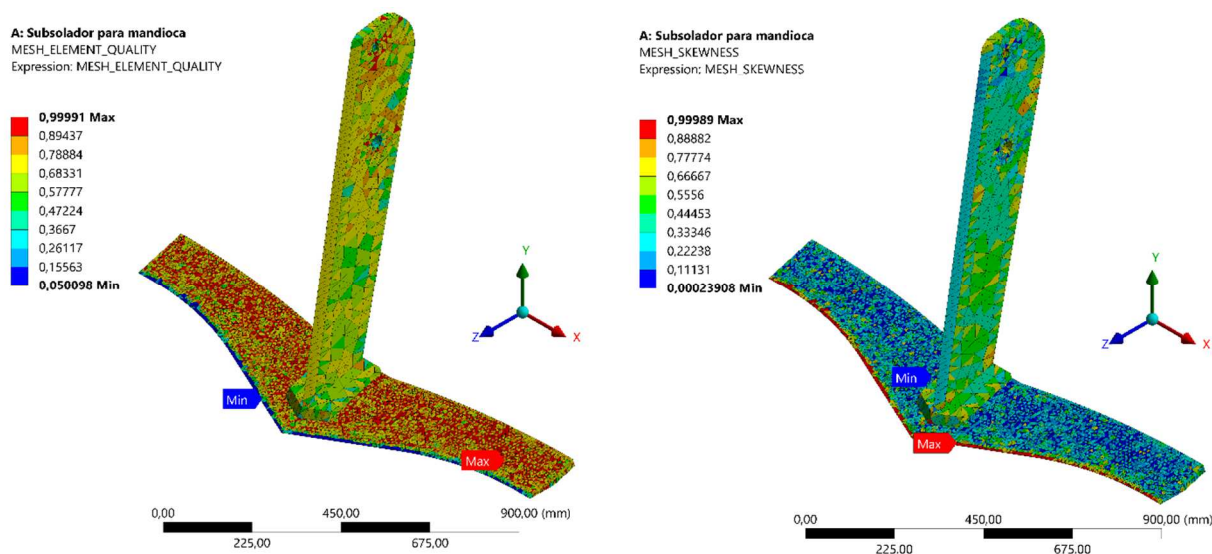 A: Subsolador para mandioca
MESH_ELEMENT_QUALITY
Expression: MESH_ELEMENT_QUALITY
0,99991 Max
0,89437
0,78884
0,68331
0,57777
0,47224
0,3667
0,26117
0,15563
0,050098 Min
Min
Max
Y
Z
X
0,00
450,00
900,00 (mm)
225,00
675,00
A: Subsolador para mandioca
MESH_SKEWNESS
Expression: MESH_SKEWNESS
0,99989 Max
0,88882
0,77774
0,66667
0,5556
0,44453
0,33346
0,22238
0,11131
0,00023908 Min
Min
Max
Y
Z
X
0,00
450,00
900,00 (mm)
225,00
675,00